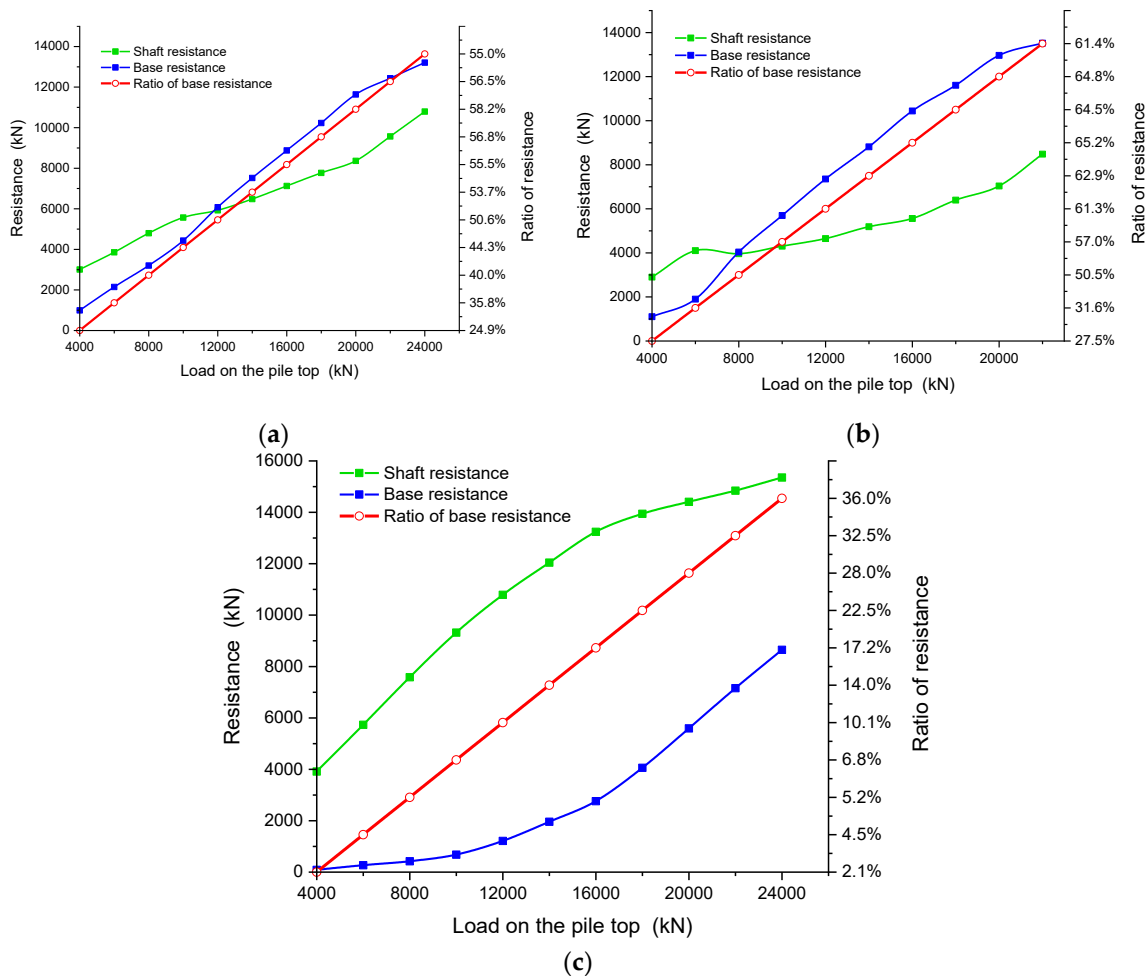 Shaft resistance
Base resistance
Ratio of base resistance
14000
12000
10000
8000
6000
4000
2000
0
Resistance (kN)
4000 8000 12000 16000 20000 24000
Load on the pile top (kN)
55.0%
56.5%
58.2%
56.8%
55.5%
53.7%
50.6%
44.3%
40.0%
35.8%
24.9%
Ratio of resistance
(a)
Shaft resistance
Base resistance
Ratio of base resistance
14000
12000
10000
8000
6000
4000
2000
0
Resistance (kN)
4000 8000 12000 16000 20000
Load on the pile top (kN)
61.4%
64.8%
64.5%
65.2%
62.9%
61.3%
57.0%
50.5%
31.6%
27.5%
Ratio of resistance
(b)
Shaft resistance
Base resistance
Ratio of base resistance
16000
14000
12000
10000
8000
6000
4000
2000
0
Resistance (kN)
4000 8000 12000 16000 20000 24000
Load on the pile top (kN)
36.0%
32.5%
28.0%
22.5%
17.2%
14.0%
10.1%
6.8%
5.2%
4.5%
2.1%
Ratio of resistance
(c)